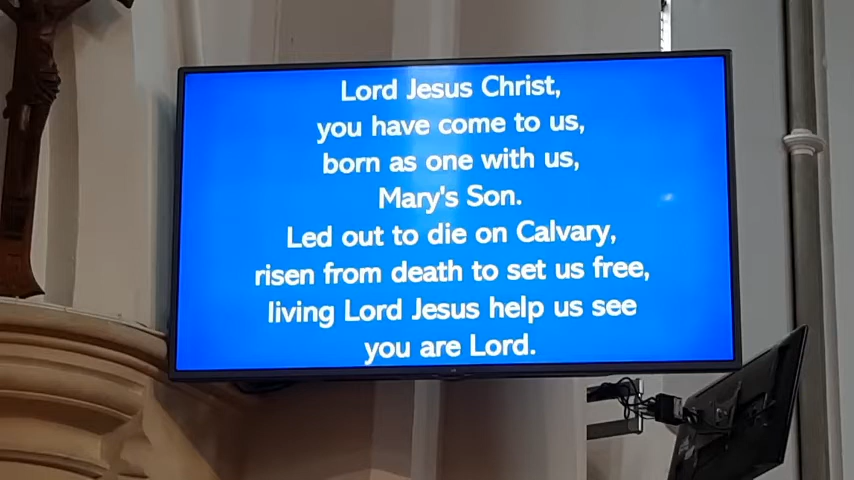 Lord Jesus Christ,
you have come to us,
born as one with us,
Mary's Son.
Led out to die on Calvary,
risen from death to set us free,
living Lord Jesus help us see
you are Lord.